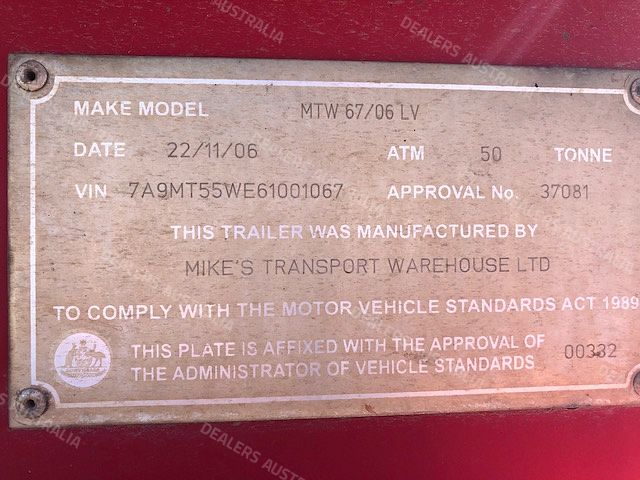 MAKE MODEL MTW 67/06 LV
DATE 22/11/06 ATM 50 TONNE
VIN 7A9MT55WE61001067 APPROVAL No. 37081
THIS TRAILER WAS MANUFACTURED BY
MIKE'S TRANSPORT WAREHOUSE LTD
TO COMPLY WITH THE MOTOR VEHICLE STANDARDS ACT 1989
THIS PLATE IS AFFIXED WITH THE APPROVAL OF 00332
THE ADMINISTRATOR OF VEHICLE STANDARDS
DEALERS AUSTRALIA